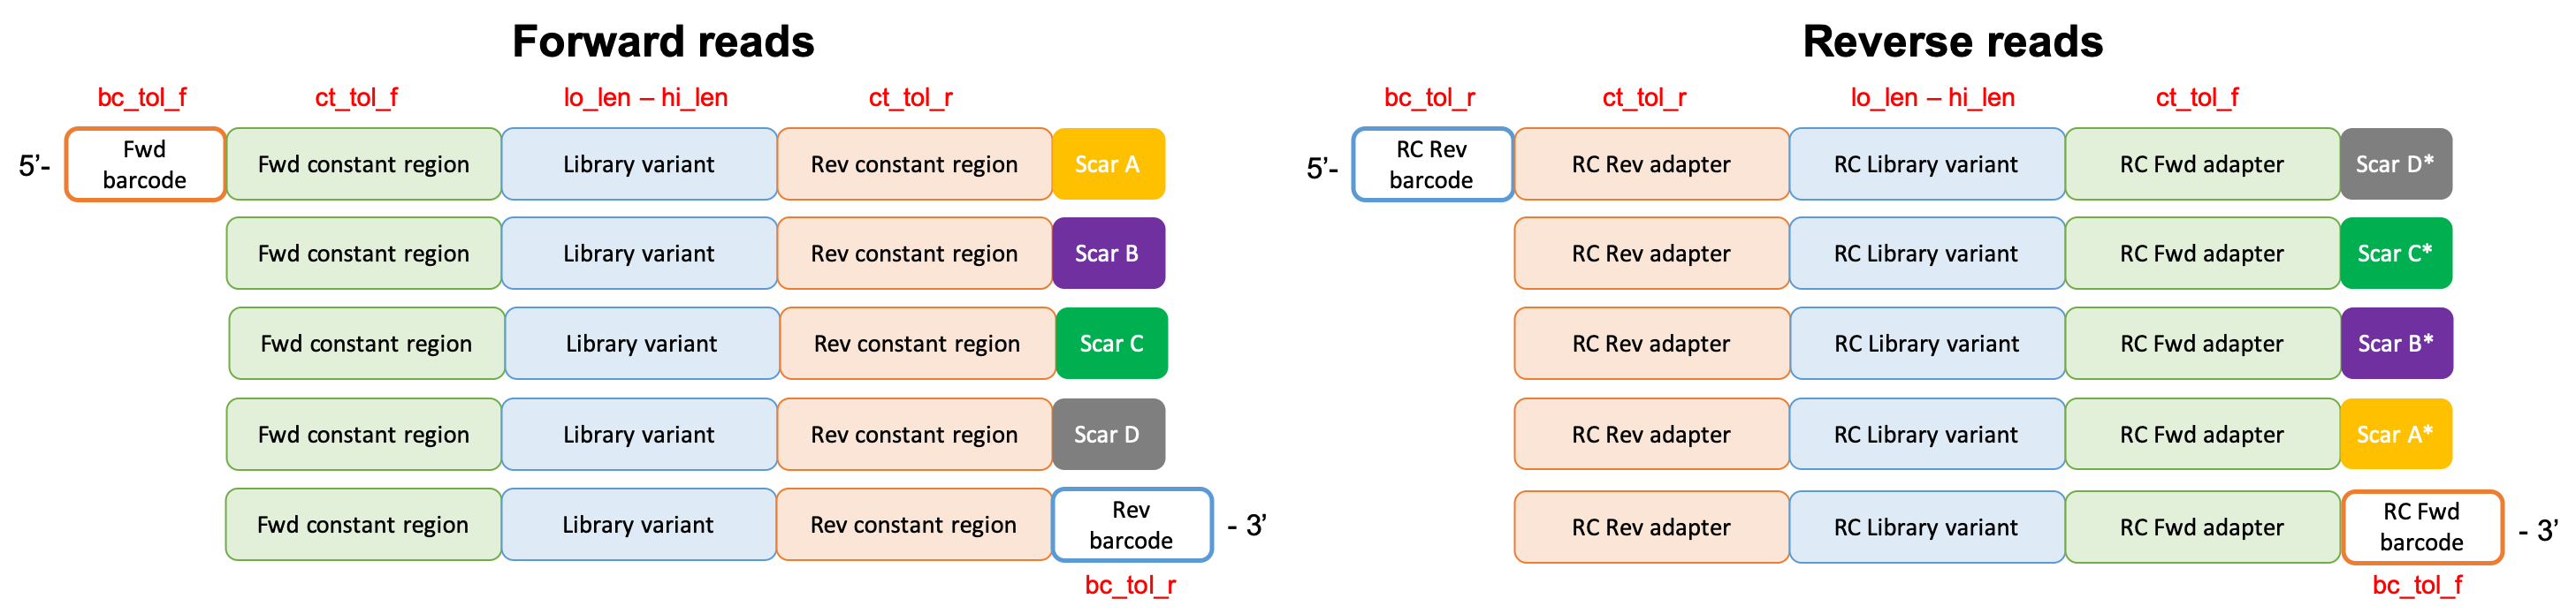 Forward reads
bc_tol_f ct_tol_f lo_len – hi_len ct_tol_r
5’- Fwd barcode Fwd constant region Library variant Rev constant region Scar A
Fwd constant region Library variant Rev constant region Scar B
Fwd constant region Library variant Rev constant region Scar C
Fwd constant region Library variant Rev constant region Scar D
Fwd constant region Library variant Rev constant region Rev barcode - 3’
bc_tol_r
Reverse reads
bc_tol_r ct_tol_r lo_len – hi_len ct_tol_f
5’- RC Rev barcode RC Rev adapter RC Library variant RC Fwd adapter Scar D*
RC Rev adapter RC Library variant RC Fwd adapter Scar C*
RC Rev adapter RC Library variant RC Fwd adapter Scar B*
RC Rev adapter RC Library variant RC Fwd adapter Scar A*
RC Rev adapter RC Library variant RC Fwd adapter RC Fwd barcode - 3’
bc_tol_f